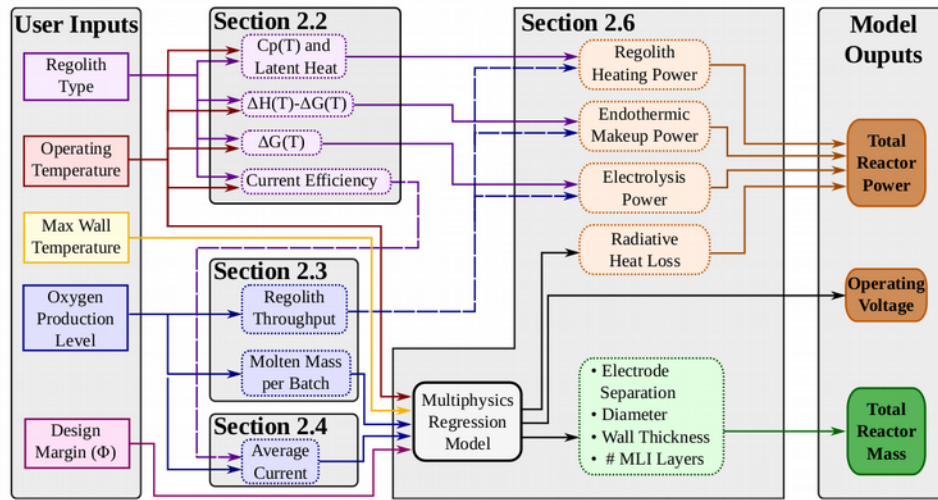 User Inputs
Regolith
Type
Operating
Temperature
Max Wall
Temperature
Oxygen
Production
Level
Design
Margin (Φ)
Section 2.2
Cp(T) and
Latent Heat
ΔH(T)-ΔG(T)
ΔG(T)
Current Efficiency
Section 2.3
Regolith
Throughput
Molten Mass
per Batch
Section 2.4
Average
Current
Multiphysics
Regression
Model
Section 2.6
Regolith
Heating Power
Endothermic
Makeup Power
Electrolysis
Power
Radiative
Heat Loss
• Electrode
Separation
• Diameter
• Wall Thickness
• # MLI Layers
Model
Ouputs
Total
Reactor
Power
Operating
Voltage
Total
Reactor
Mass